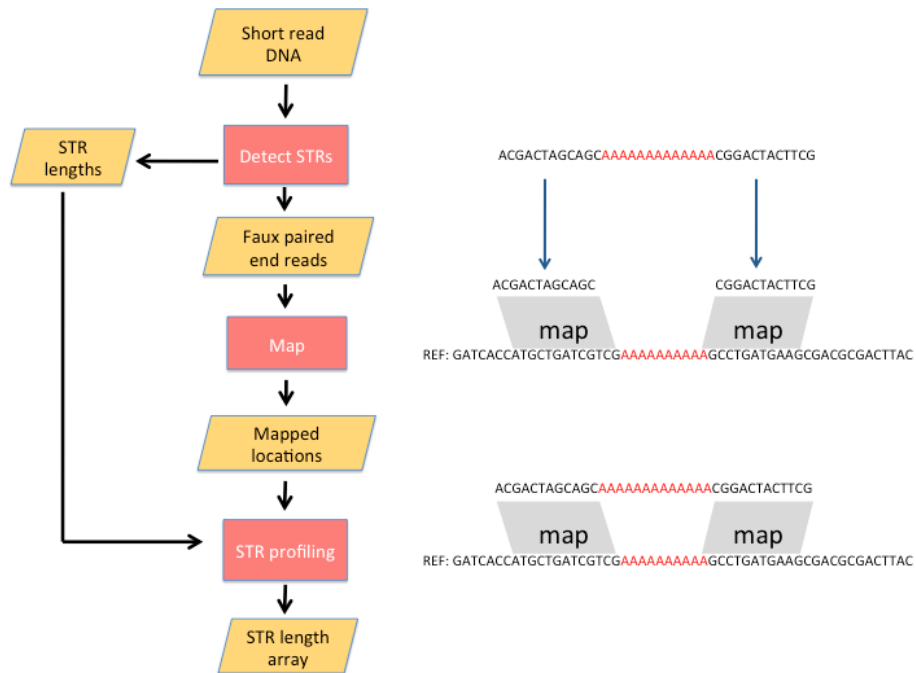 Short read
DNA
STR
lengths
Detect STRs
Faux paired
end reads
Map
Mapped
locations
STR profiling
STR length
array
ACGACTAGCAGCAAAAAAAAAAAAACGGACTACTTCG
ACGACTAGCAGC
CGGACTACTTCG
map
map
REF: GATCACCATGCTGATCGTCGAAAAAAAAAAGCCTGATGAAGCGACGCGACTTAC
ACGACTAGCAGCAAAAAAAAAAAAACGGACTACTTCG
map
map
REF: GATCACCATGCTGATCGTCGAAAAAAAAAAGCCTGATGAAGCGACGCGACTTAC